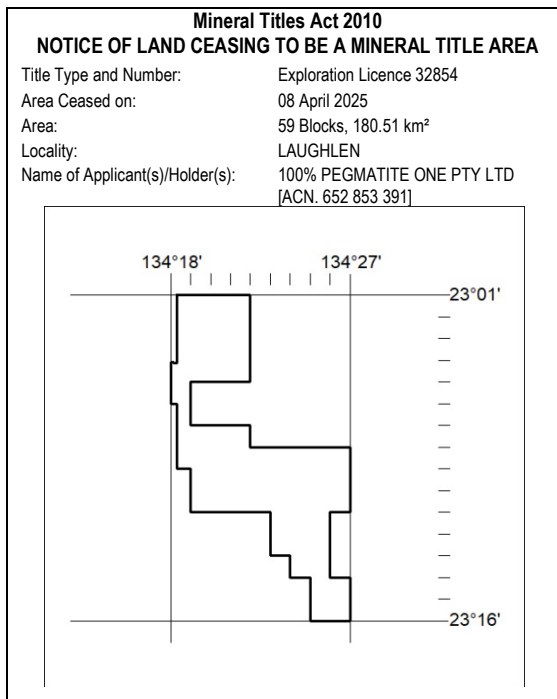 Mineral Titles Act 2010
NOTICE OF LAND CEASING TO BE A MINERAL TITLE AREA
Title Type and Number: Exploration Licence 32854
Area Ceased on: 08 April 2025
Area: 59 Blocks, 180.51 km²
Locality: LAUGHLEN
Name of Applicant(s)/Holder(s): 100% PEGMATITE ONE PTY LTD
[ACN. 652 853 391]
134°18' 134°27'
23°01'
23°16'